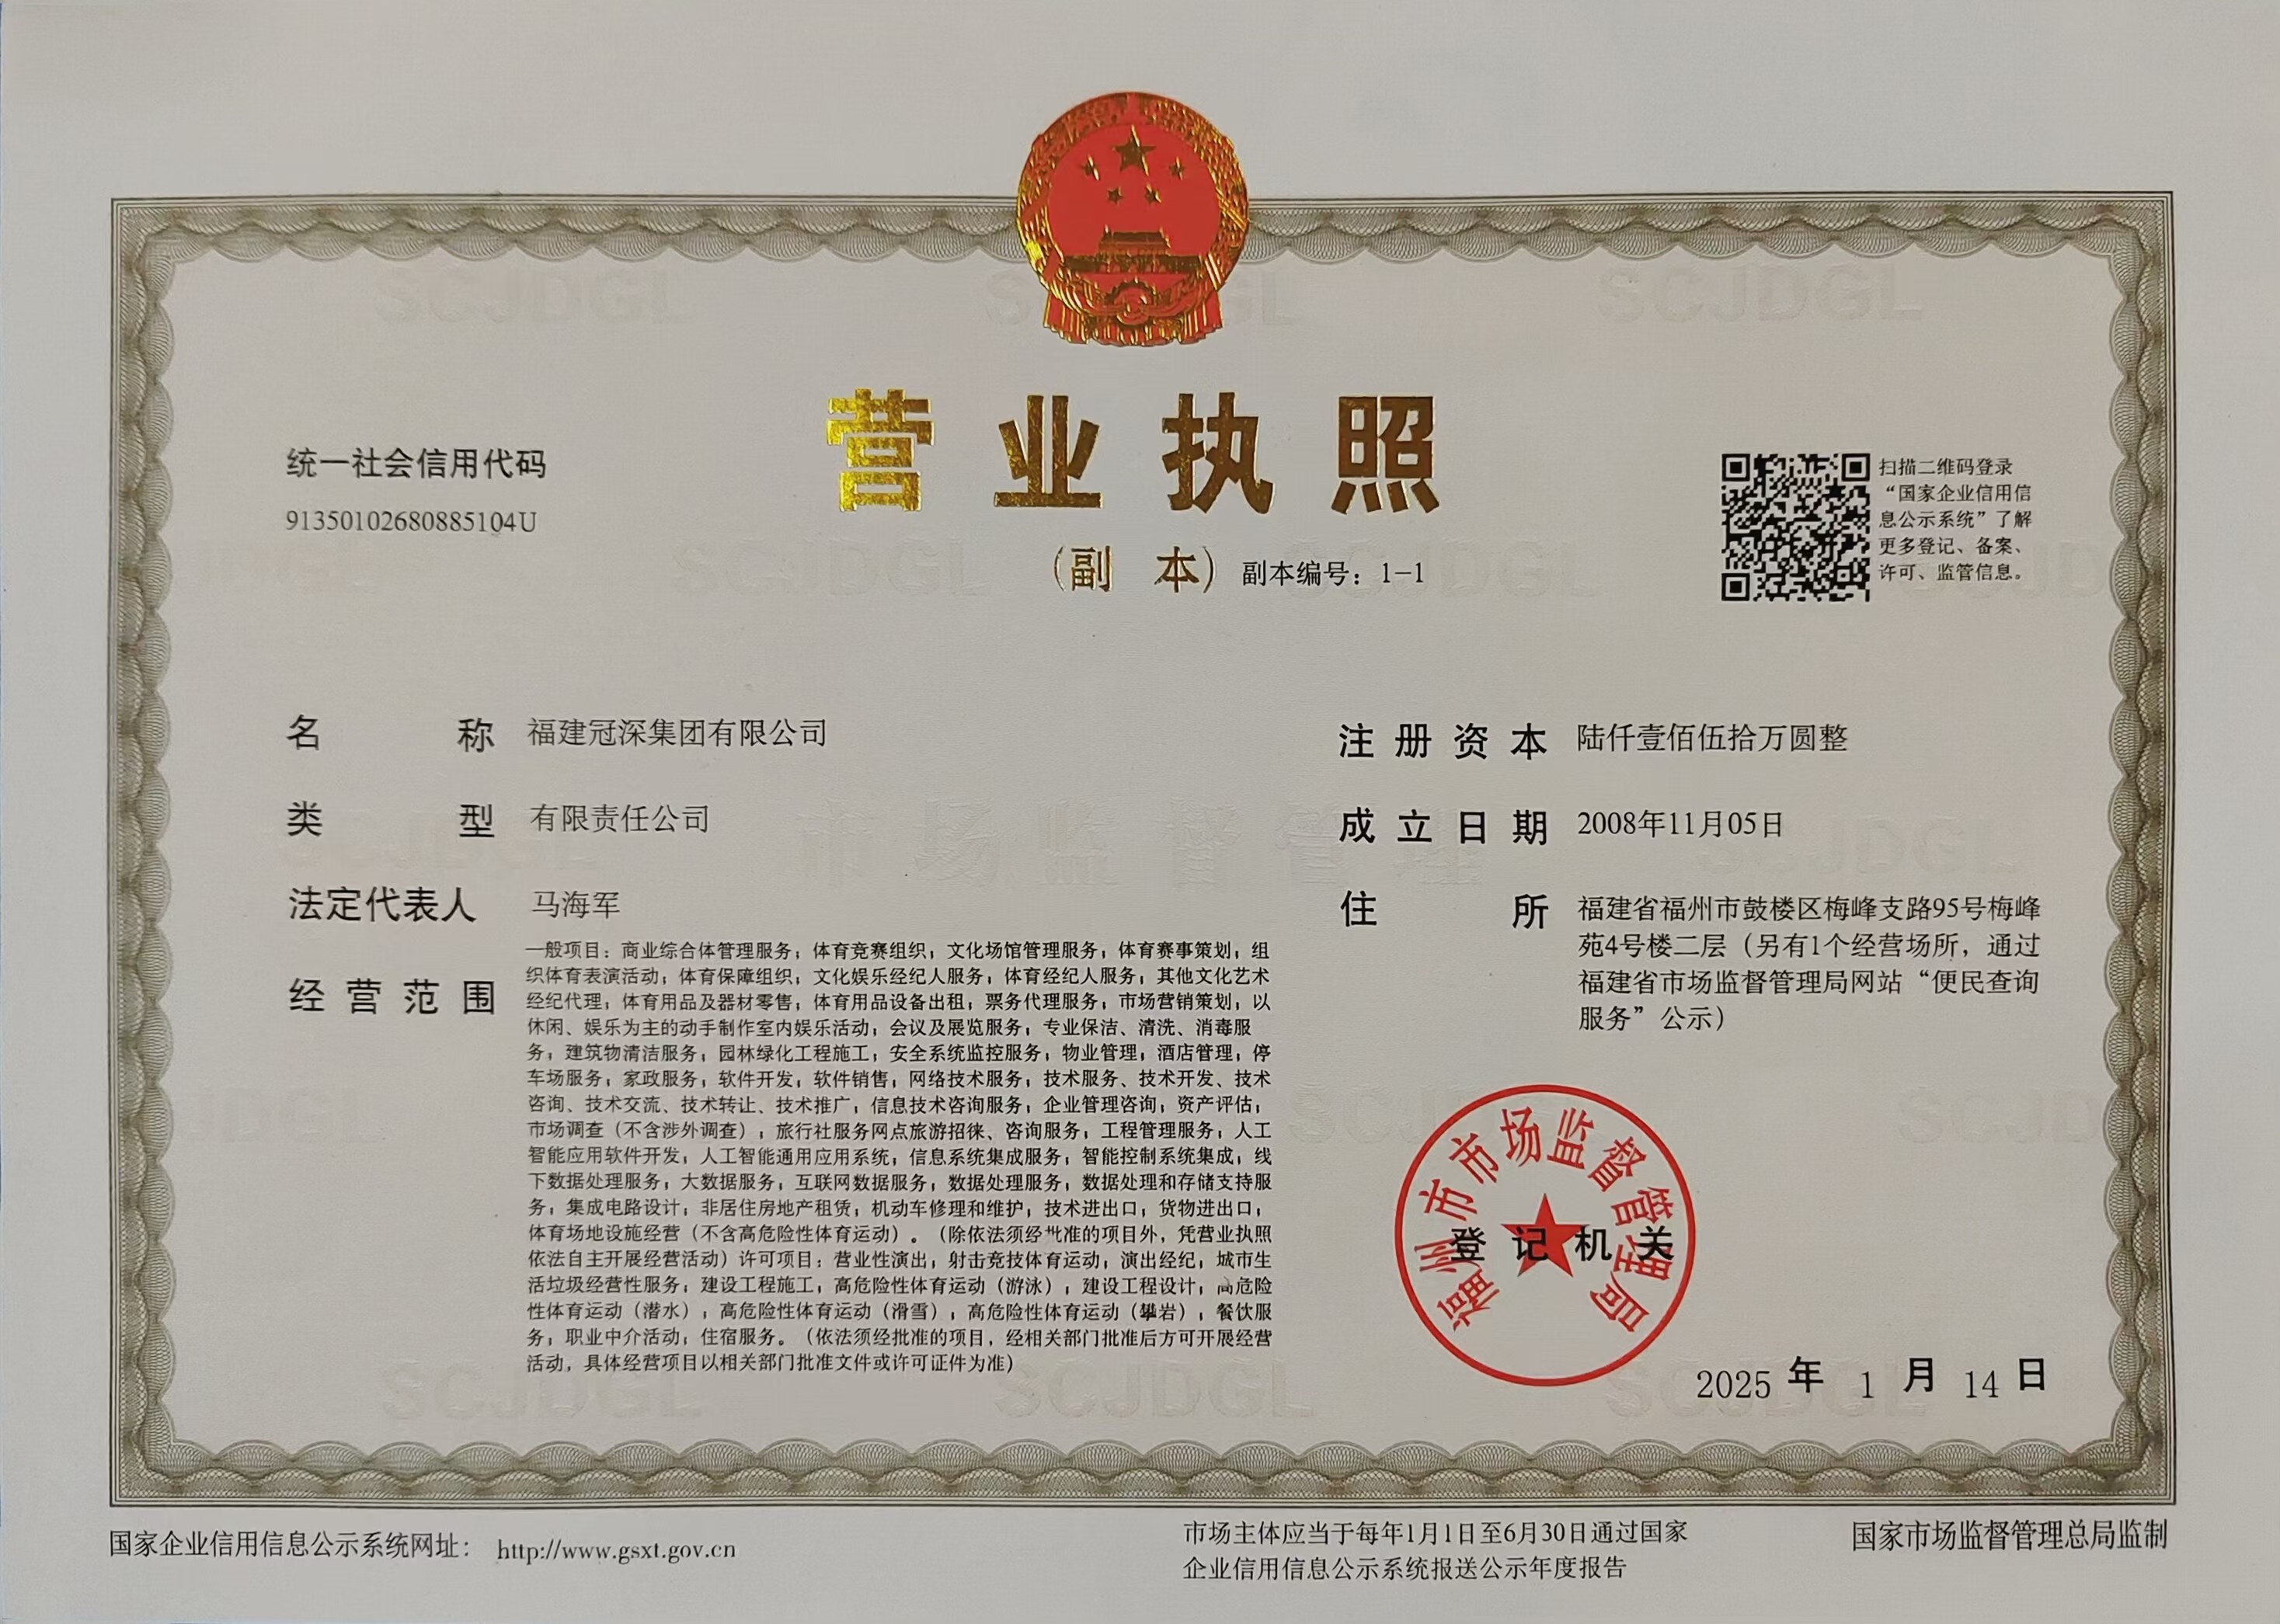 营业执照
（副 本）副本编号：1-1
统一社会信用代码
91350102680885104U
扫描二维码登录
“国家企业信用信
息公示系统”了解
更多登记、备案、
许可、监管信息。
名 称 福建冠深集团有限公司
类 型 有限责任公司
法定代表人 马海军
经营范围
一般项目：商业综合体管理服务；体育竞赛组织；文化场馆管理服务；体育赛事策划；组
织体育表演活动；体育保障组织；文化娱乐经纪人服务；体育经纪人服务；其他文化艺术
经纪代理；体育用品及器材零售；体育用品设备出租；票务代理服务；市场营销策划；以
休闲、娱乐为主的动手制作室内娱乐活动；会议及展览服务；专业保洁、清洗、消毒服
务；建筑物清洁服务；园林绿化工程施工；安全系统监控服务；物业管理；酒店管理；停
车场服务；家政服务；软件开发；软件销售；网络技术服务；技术服务、技术开发、技术
咨询、技术交流、技术转让、技术推广；信息技术咨询服务；企业管理咨询；资产评估；
市场调查（不含涉外调查）；旅行社服务网点旅游招徕、咨询服务；工程管理服务；人工
智能应用软件开发；人工智能通用应用系统；信息系统集成服务；智能控制系统集成；线
下数据处理服务；大数据服务；互联网数据服务；数据处理服务；数据处理和存储支持服
务；集成电路设计；非居住房地产租赁；机动车修理和维护；技术进出口；货物进出口；
体育场地设施经营（不含高危险性体育运动）。（除依法须经批准的项目外，凭营业执照
依法自主开展经营活动）许可项目：营业性演出；射击竞技体育运动；演出经纪；城市生
活垃圾经营性服务；建设工程施工；高危险性体育运动（游泳）；建设工程设计；高危险
性体育运动（潜水）；高危险性体育运动（滑雪）；高危险性体育运动（攀岩）；餐饮服
务；职业中介活动；住宿服务。（依法须经批准的项目，经相关部门批准后方可开展经营
活动，具体经营项目以相关部门批准文件或许可证件为准）
注册资本 陆仟壹佰伍拾万圆整
成立日期 2008年11月05日
住 所 福建省福州市鼓楼区梅峰支路95号梅峰
苑4号楼二层（另有1个经营场所，通过
福建省市场监督管理局网站“便民查询
服务”公示）
福州市市场监督管理局
登记机关
2025 年 1 月 14 日
国家企业信用信息公示系统网址： http://www.gsxt.gov.cn
市场主体应当于每年1月1日至6月30日通过国家
企业信用信息公示系统报送公示年度报告
国家市场监督管理总局监制
SCJDGL
市场监督管理